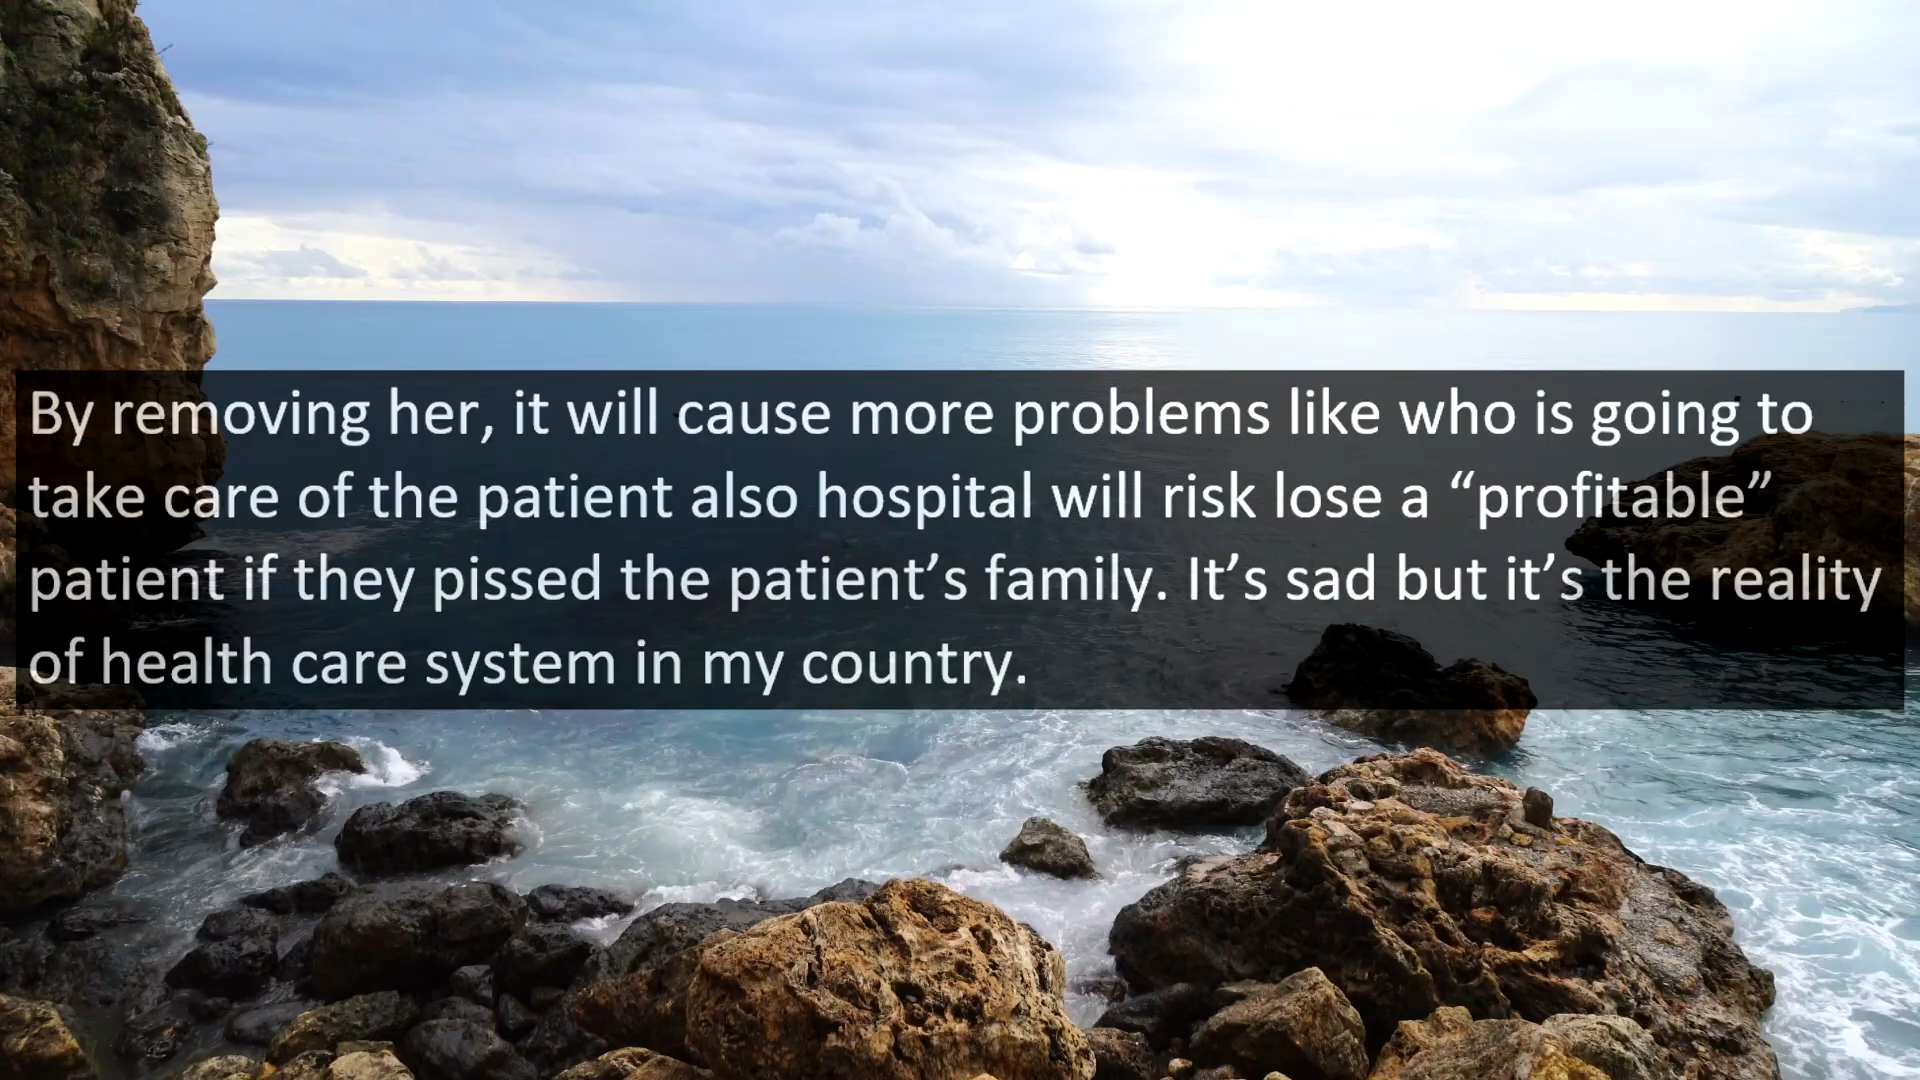 By removing her, it will cause more problems like who is going to
take care of the patient also hospital will risk lose a “profitable”
patient if they pissed the patient’s family. It’s sad but it’s the reality
of health care system in my country.